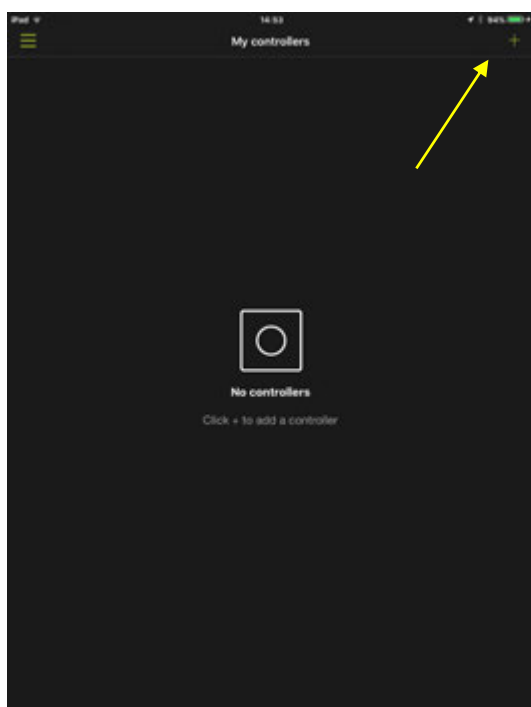 iPad 14:53 94%
My controllers +
No controllers
Click + to add a controller